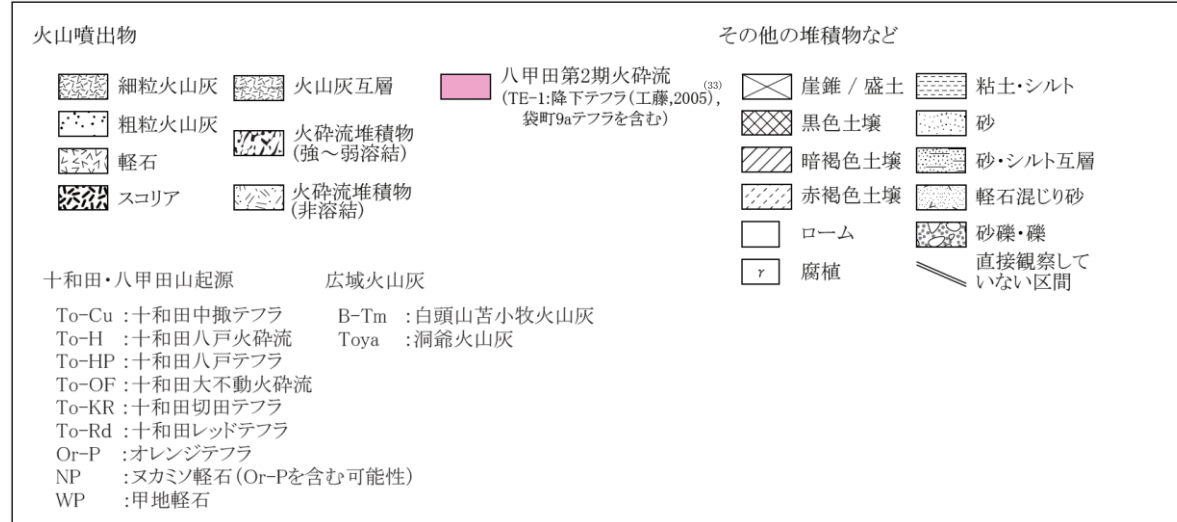 火山噴出物
細粒火山灰
粗粒火山灰
軽石
スコリア
火山灰互層
火砕流堆積物
(強~弱溶結)
火砕流堆積物
(非溶結)
八甲田第2期火砕流
(TE-1:降下テフラ(工藤,2005)(33),
袋町9aテフラを含む)
その他の堆積物など
崖錐 / 盛土
黒色土壌
暗褐色土壌
赤褐色土壌
ローム
r 腐植
粘土・シルト
砂
砂・シルト互層
軽石混じり砂
砂礫・礫
直接観察して
いない区間
十和田・八甲田山起源
To-Cu :十和田中掫テフラ
To-H :十和田八戸火砕流
To-HP :十和田八戸テフラ
To-OF :十和田大不動火砕流
To-KR :十和田切田テフラ
To-Rd :十和田レッドテフラ
Or-P :オレンジテフラ
NP :ヌカミソ軽石(Or-Pを含む可能性)
WP :甲地軽石
広域火山灰
B-Tm :白頭山苫小牧火山灰
Toya :洞爺火山灰